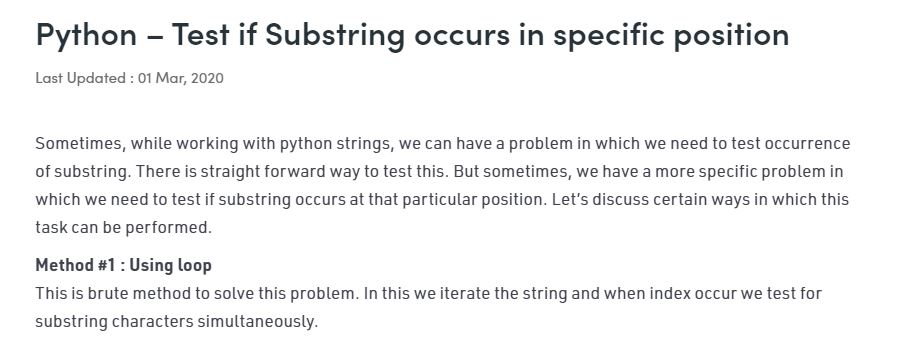 Python – Test if Substring occurs in specific position
Last Updated : 01 Mar, 2020
Sometimes, while working with python strings, we can have a problem in which we need to test occurrence
of substring. There is straight forward way to test this. But sometimes, we have a more specific problem in
which we need to test if substring occurs at that particular position. Let’s discuss certain ways in which this
task can be performed.
Method #1 : Using loop
This is brute method to solve this problem. In this we iterate the string and when index occur we test for
substring characters simultaneously.